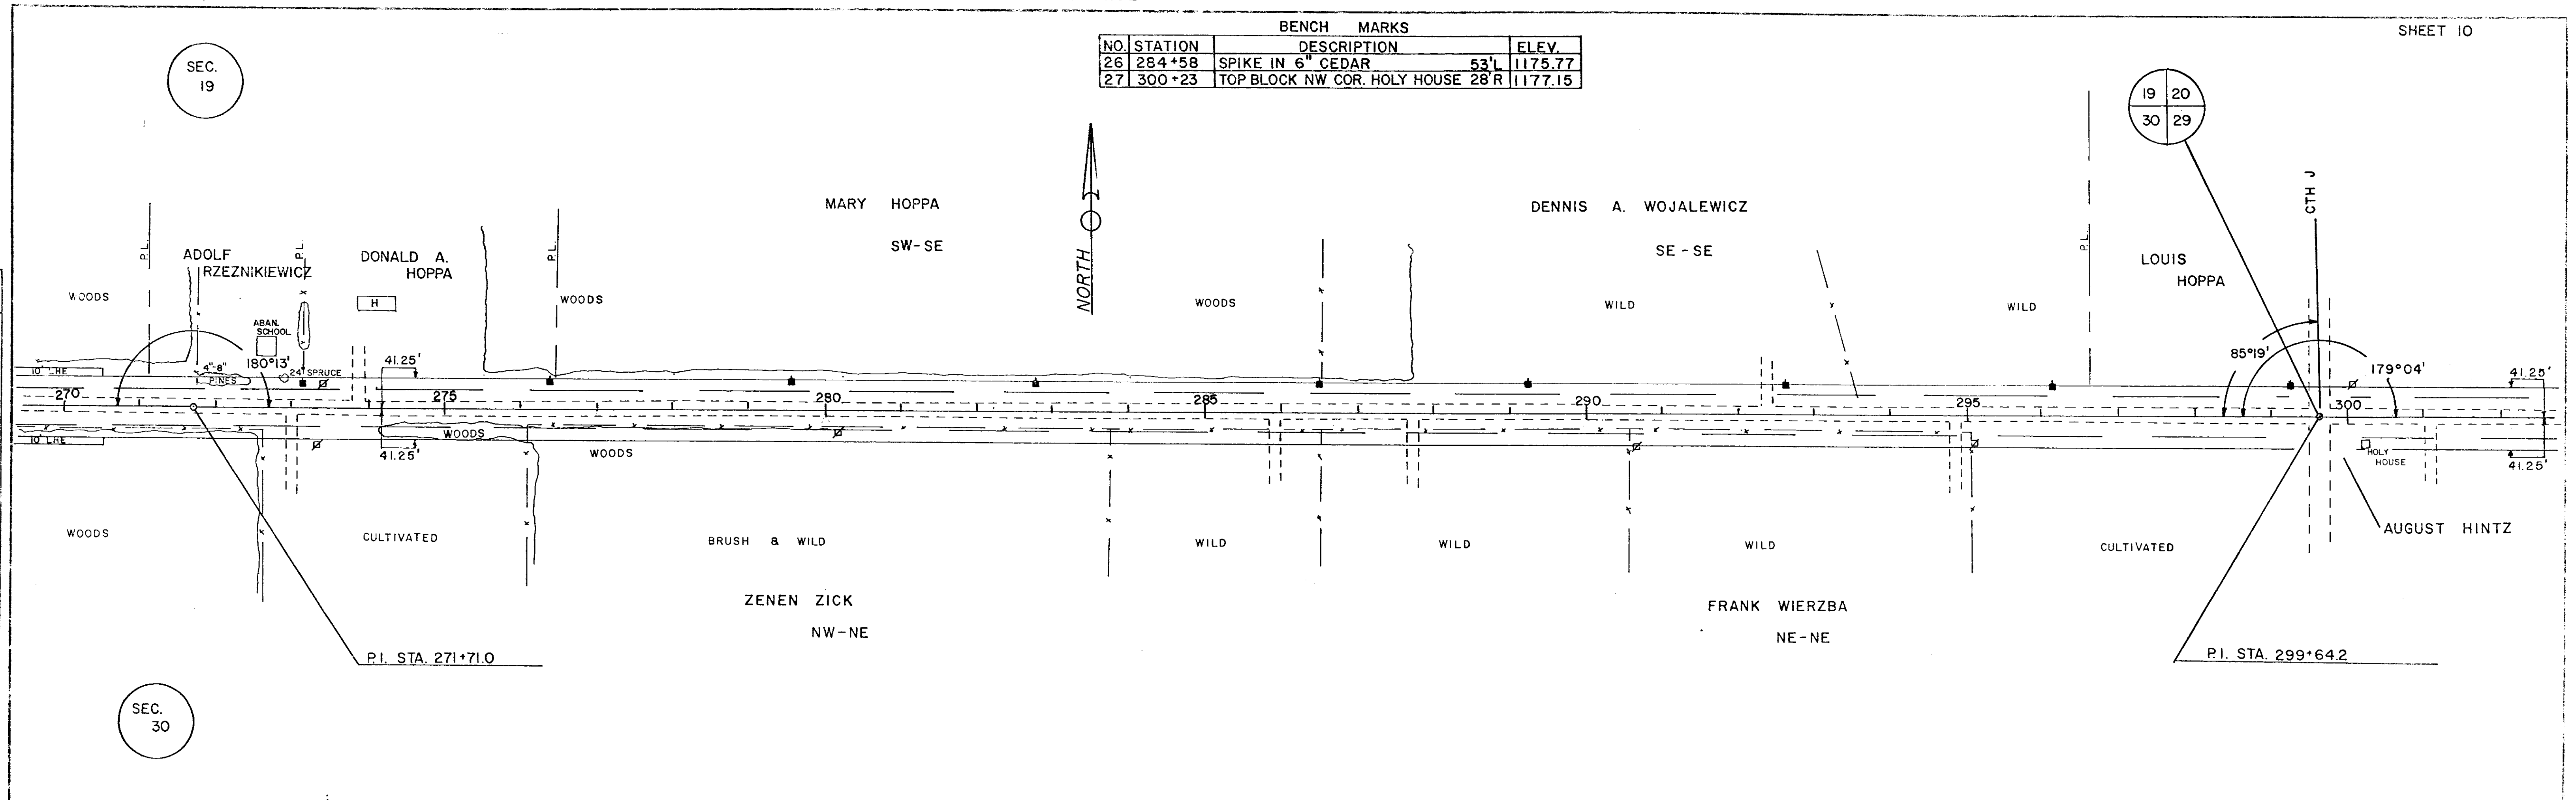 SHEET 10
BENCH MARKS
NO. STATION DESCRIPTION ELEV.
26 284+58 SPIKE IN 6" CEDAR 53'L 1175.77
27 300+23 TOP BLOCK NW COR. HOLY HOUSE 28'R 1177.15
SEC.
19
19 20
30 29
CTH J
MARY HOPPA
SW-SE
NORTH
DENNIS A. WOJALEWICZ
SE-SE
LOUIS
HOPPA
P.L.
P.L.
P.L.
P.L.
ADOLF
RZEZNIKIEWICZ
DONALD A.
HOPPA
H
WOODS
WOODS
WOODS
WILD
WILD
ABAN.
SCHOOL
4"-8"
PINES
180°13'
24" SPRUCE
41.25'
85°19'
179°04'
41.25'
10' LHE
270
275
280
285
290
295
300
10' LHE
WOODS
41.25'
WOODS
HOLY
HOUSE
41.25'
WOODS
CULTIVATED
BRUSH & WILD
WILD
WILD
WILD
CULTIVATED
AUGUST HINTZ
ZENEN ZICK
NW-NE
FRANK WIERZBA
NE-NE
P.I. STA. 271+71.0
P.I. STA. 299+64.2
SEC.
30